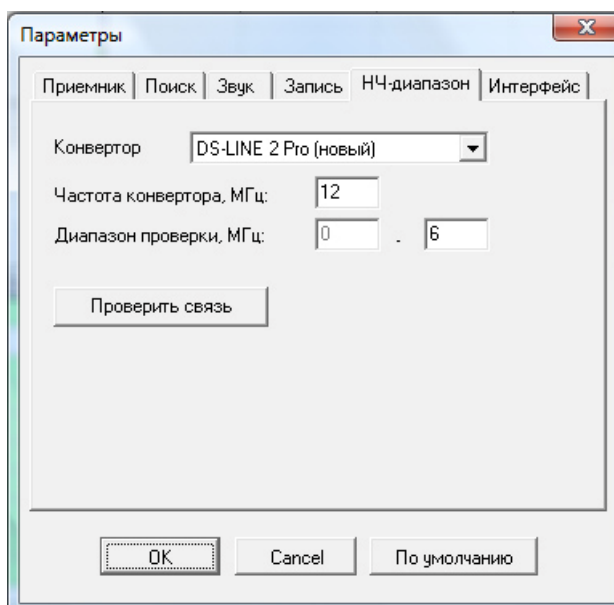 Параметры
Приемник Поиск Звук Запись НЧ-диапазон Интерфейс
Конвертор DS-LINE 2 Pro (новый)
Частота конвертора, МГц: 12
Диапазон проверки, МГц: 0 - 6
Проверить связь
OK Cancel По умолчанию